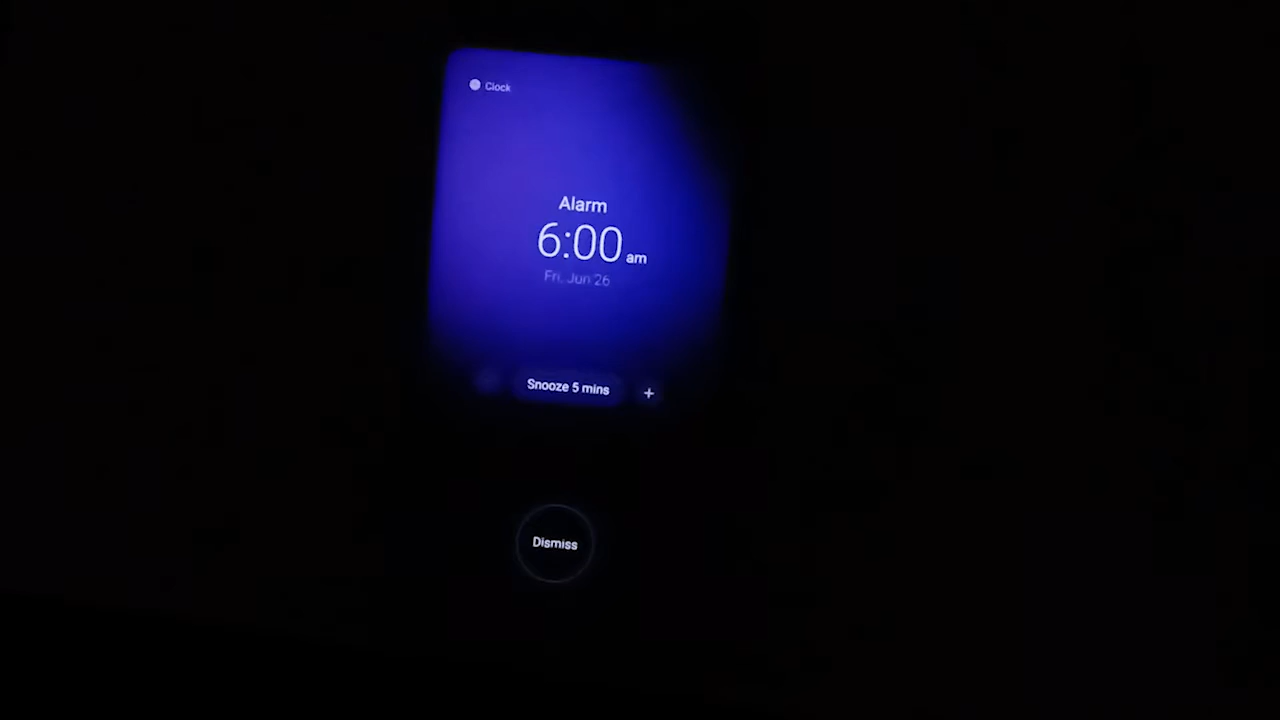 Clock
Alarm
6:00 am
Fri, Jun 26
Snooze 5 mins
+
Dismiss